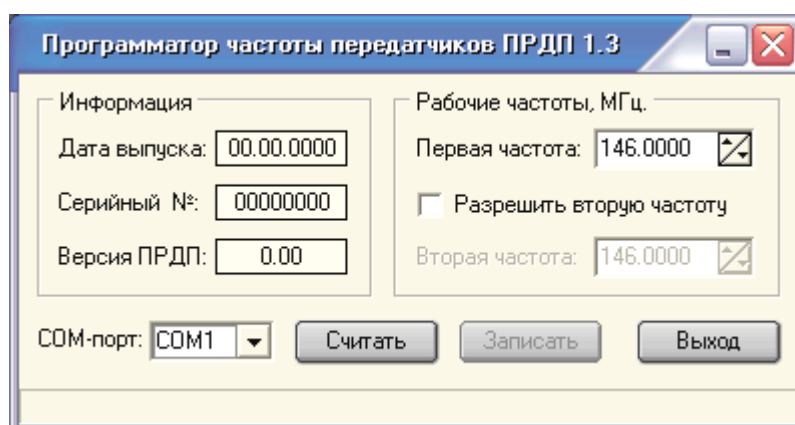 Программатор частоты передатчиков ПРДП 1.3
Информация
Дата выпуска: 00.00.0000
Серийный №: 00000000
Версия ПРДП: 0.00
Рабочие частоты, МГц.
Первая частота: 146.0000
Разрешить вторую частоту
Вторая частота: 146.0000
COM-порт: COM1 Считать Записать Выход